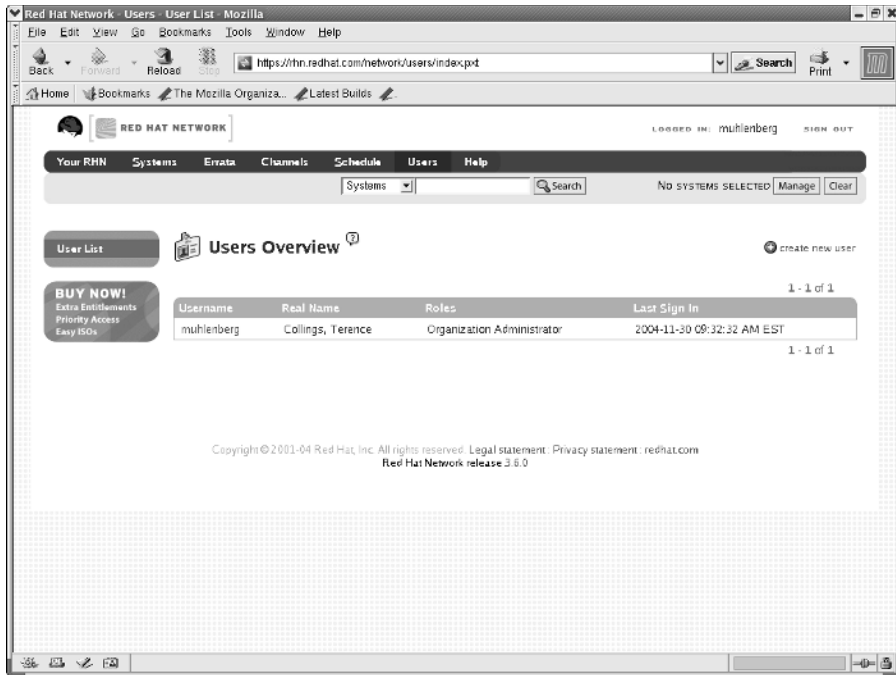 Red Hat Network - Users - User List - Mozilla
File Edit View Go Bookmarks Tools Window Help
Back Forward Reload Stop https://rhn.redhat.com/network/users/index.pxt Search Print
Home Bookmarks The Mozilla Organiza... Latest Builds
RED HAT NETWORK LOGGED IN: muhlenberg SIGN OUT
Your RHN Systems Errata Channels Schedule Users Help
Systems Search NO SYSTEMS SELECTED Manage Clear
User List Users Overview ? create new user
1 - 1 of 1
BUY NOW!
Extra Entitlements
Priority Access
Easy ISOs
Username Real Name Roles Last Sign In
muhlenberg Collings, Terence Organization Administrator 2004-11-30 09:32:32 AM EST
1 - 1 of 1
Copyright © 2001-04 Red Hat, Inc. All rights reserved. Legal statement : Privacy statement : redhat.com
Red Hat Network release 3.6.0